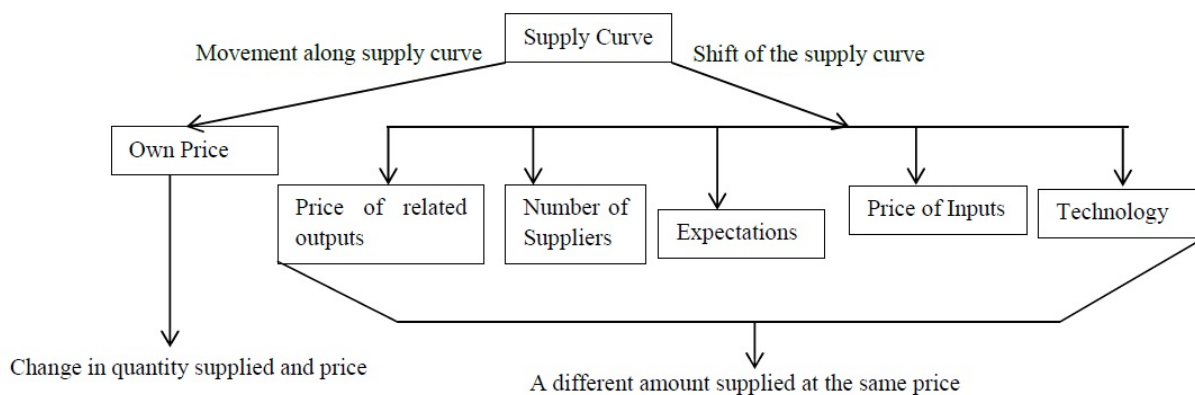 Supply Curve
Movement along supply curve
Shift of the supply curve
Own Price
Price of related
outputs
Number of
Suppliers
Expectations
Price of Inputs
Technology
Change in quantity supplied and price
A different amount supplied at the same price